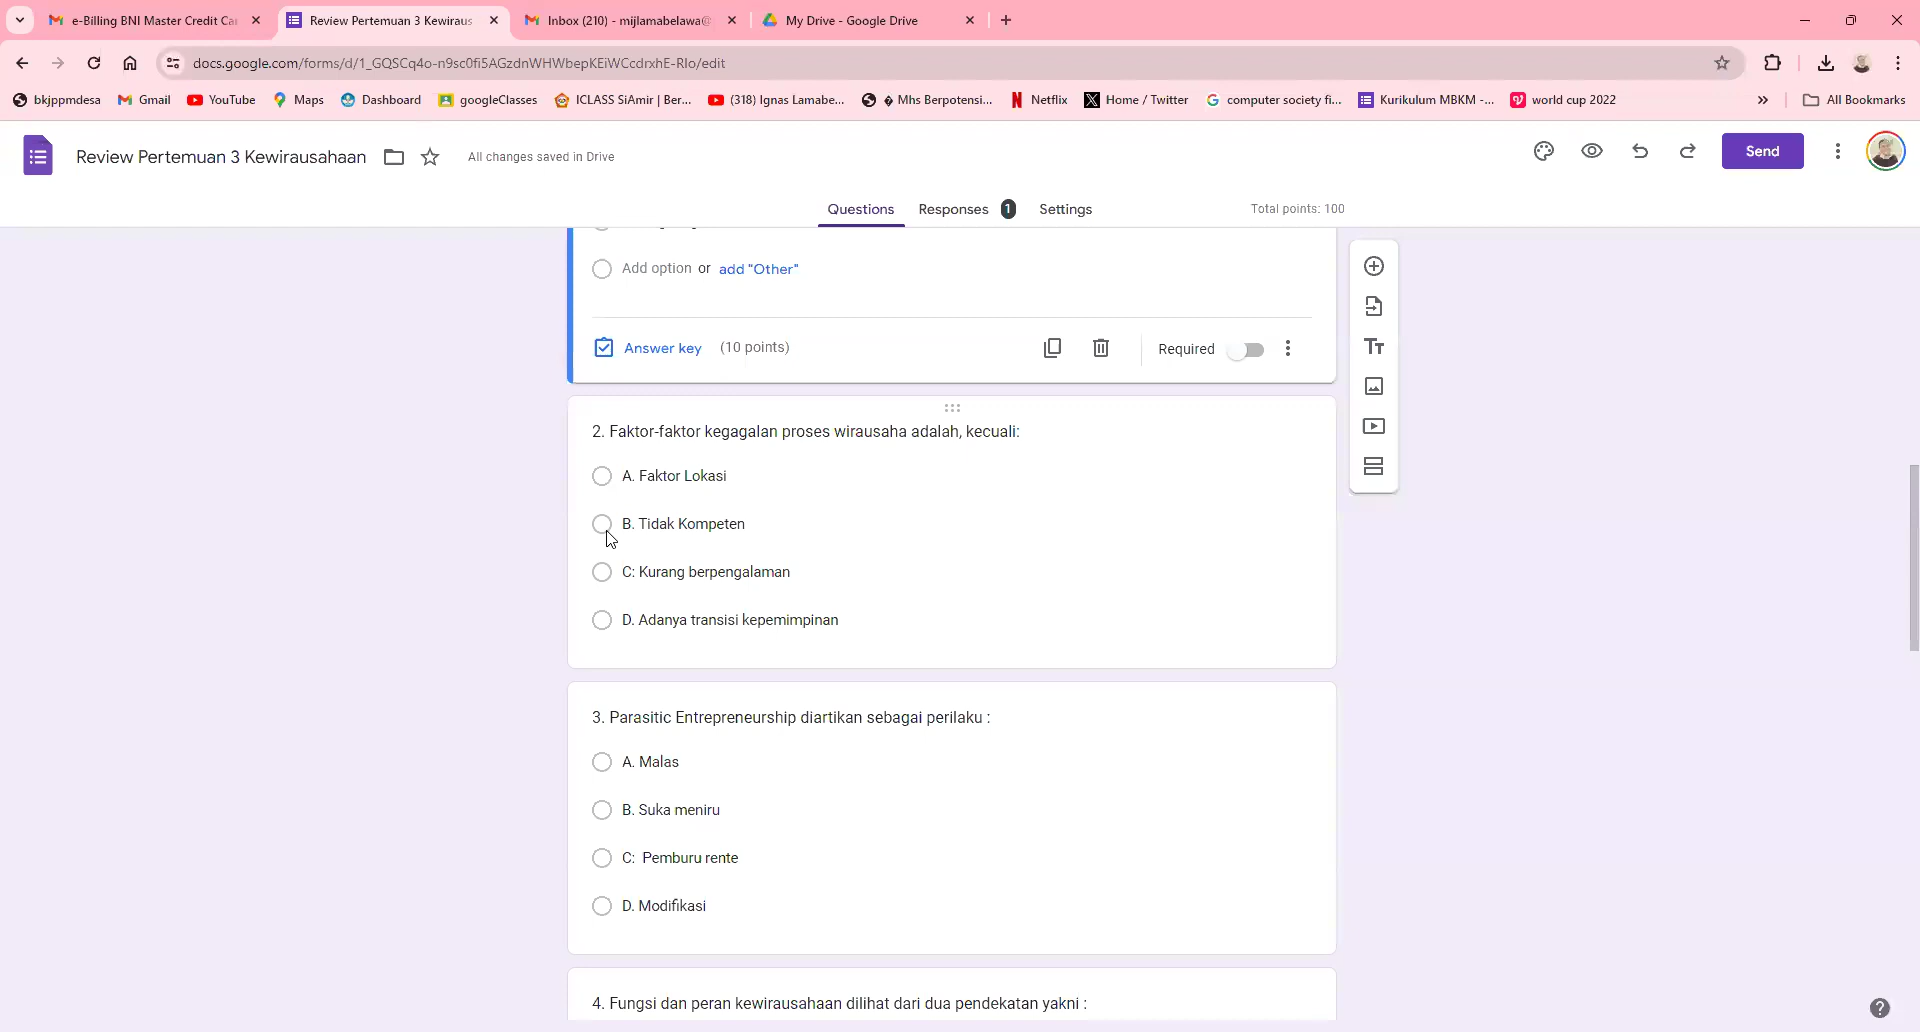 e-Billing BNI Master Credit Ca
Review Pertemuan 3 Kewiraus
Inbox (210) - mijlamabelawa@
My Drive - Google Drive
docs.google.com/forms/d/1_GQSCq4o-n9sc0fi5AGzdnWHWbepKEiWCcdrxhE-RIo/edit
bkjppmdesa
Gmail
YouTube
Maps
Dashboard
googleClasses
ICLASS SiAmir | Ber...
(318) Ignas Lamabe...
Mhs Berpotensi...
Netflix
Home / Twitter
computer society fi...
Kurikulum MBKM -...
world cup 2022
All Bookmarks
Review Pertemuan 3 Kewirausahaan
All changes saved in Drive
Send
Questions
Responses 1
Settings
Total points: 100
Add option or add "Other"
Answer key (10 points)
Required
2. Faktor-faktor kegagalan proses wirausaha adalah, kecuali:
A. Faktor Lokasi
B. Tidak Kompeten
C: Kurang berpengalaman
D. Adanya transisi kepemimpinan
3. Parasitic Entrepreneurship diartikan sebagai perilaku :
A. Malas
B. Suka meniru
C: Pemburu rente
D. Modifikasi
4. Fungsi dan peran kewirausahaan dilihat dari dua pendekatan yakni :